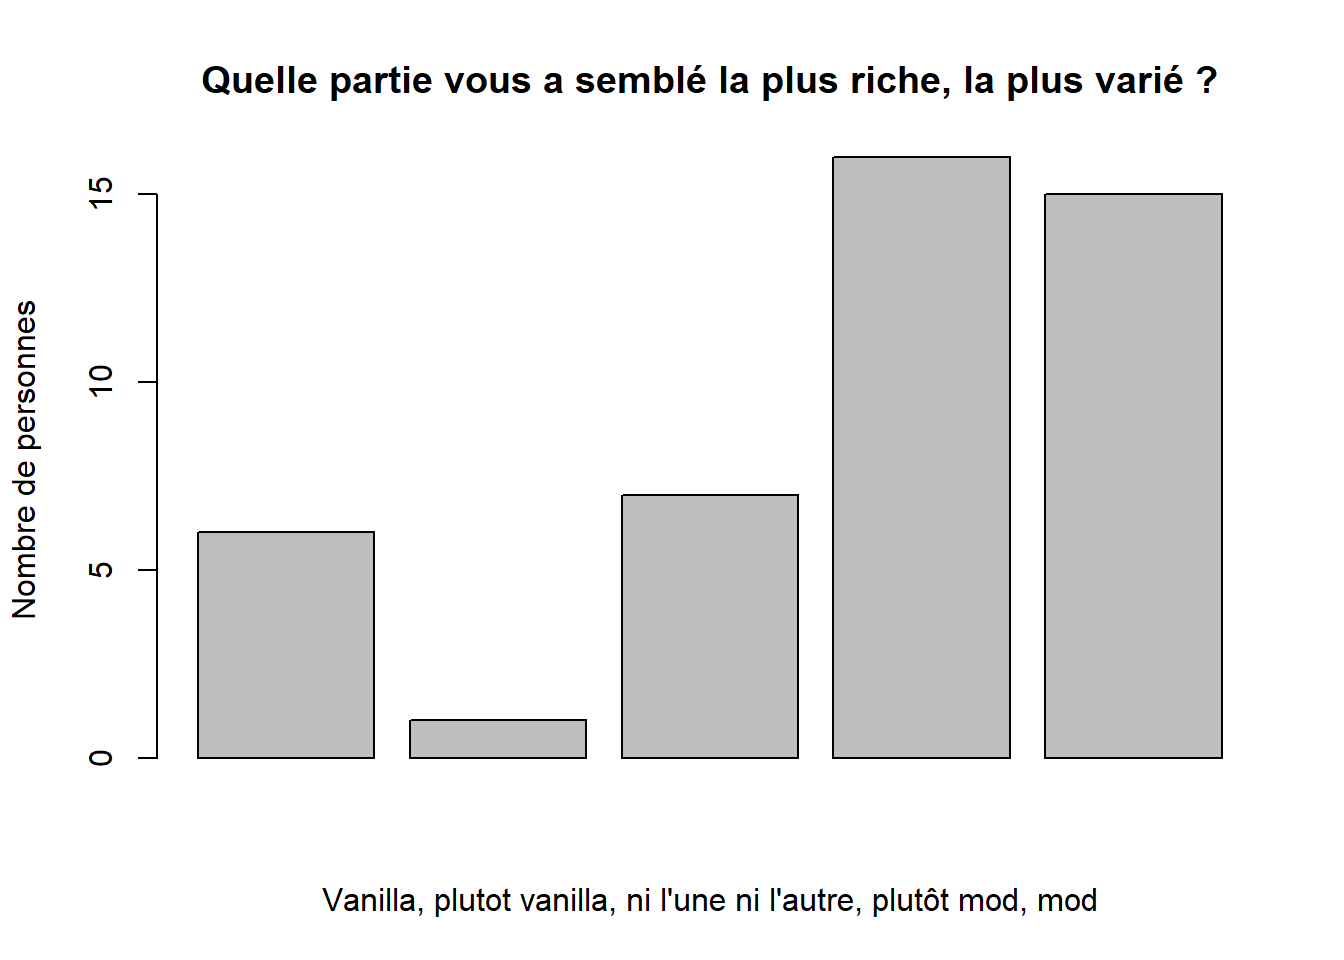 Quelle partie vous a semblé la plus riche, la plus varié ?
Nombre de personnes
15
10
5
0
Vanilla, plutot vanilla, ni l'une ni l'autre, plutôt mod, mod